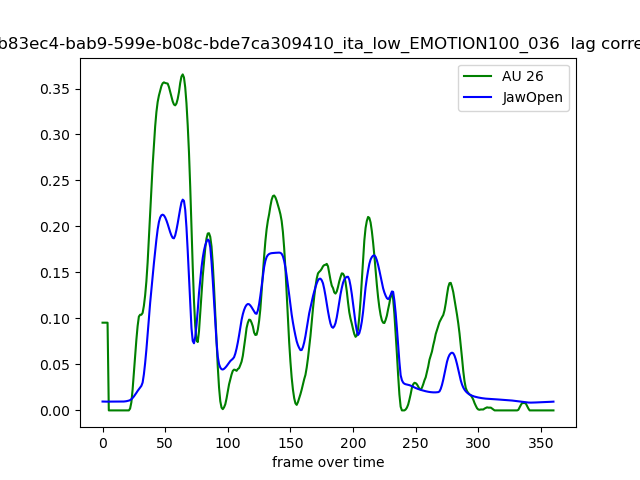 b83ec4-bab9-599e-b08c-bde7ca309410_ita_low_EMOTION100_036 lag corre
AU 26
JawOpen
0.35
0.30
0.25
0.20
0.15
0.10
0.05
0.00
0 50 100 150 200 250 300 350
frame over time